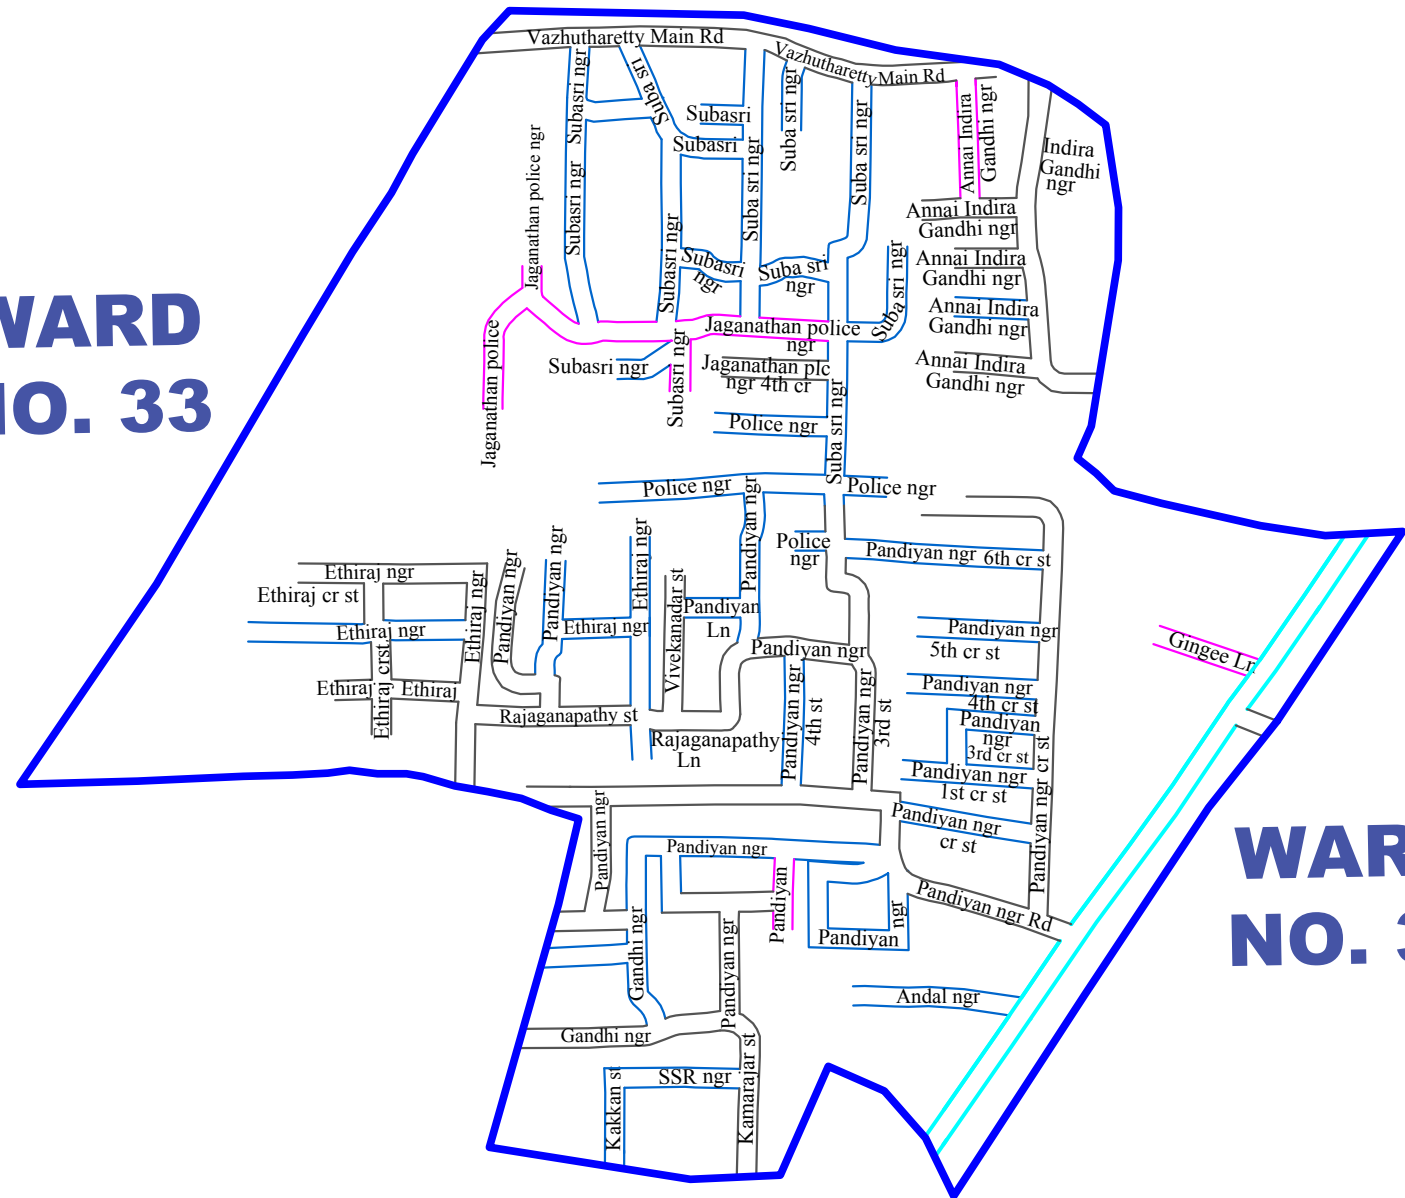 Vazhutharetty Main Rd
Vazhutharetty Main Rd
Subasri ngr
Suba sri
Subasri
Subasri
Suba sri ngr
Suba sri ngr
Suba sri ngr
Annai Indira
Gandhi ngr
Indira
Gandhi
ngr
Jaganathan police ngr
Subasri ngr
Subasri ngr
Annai Indira
Gandhi ngr
Annai Indira
Gandhi ngr
Annai Indira
Gandhi ngr
Annai Indira
Gandhi ngr
Subasri
ngr
Suba sri
ngr
Suba sri ngr
WARD
NO. 33
Jaganathan police
Jaganathan police
ngr
Subasri ngr
Subasri ngr
Jaganathan plc
ngr 4th cr
Suba sri ngr
Police ngr
Police ngr
Police ngr
Police
ngr
Pandiyan ngr
Pandiyan ngr 6th cr st
Ethiraj ngr
Ethiraj cr st
Ethiraj ngr
Ethiraj ngr
Pandiyan ngr
Pandiyan ngr
Ethiraj ngr
Ethiraj ngr
Vivekanadar st
Pandiyan
Ln
Pandiyan ngr
Pandiyan ngr
5th cr st
Gingee Ln
Ethiraj
Ethiraj crst
Ethiraj
Rajaganapathy st
Rajaganapathy
Ln
Pandiyan ngr
4th st
Pandiyan ngr
3rd st
Pandiyan ngr
4th cr st
Pandiyan
ngr
3rd cr st
Pandiyan ngr
1st cr st
Pandiyan ngr
cr st
Pandiyan ngr cr st
Pandiyan ngr
Pandiyan ngr
Pandiyan
Pandiyan
ngr
Pandiyan ngr Rd
WAR
NO. 3
Gandhi ngr
Pandiyan ngr
Andal ngr
Gandhi ngr
SSR ngr
Kakkan st
Kamarajar st